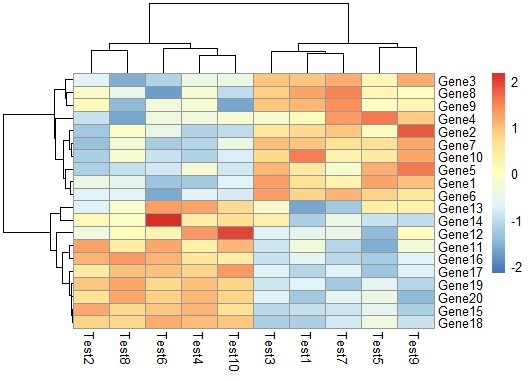 Gene3
Gene8
Gene9
Gene4
Gene2
Gene7
Gene10
Gene5
Gene1
Gene6
Gene13
Gene14
Gene12
Gene11
Gene16
Gene17
Gene19
Gene20
Gene15
Gene18
2
1
0
-1
-2
Test2
Test8
Test6
Test4
Test10
Test3
Test1
Test7
Test5
Test9